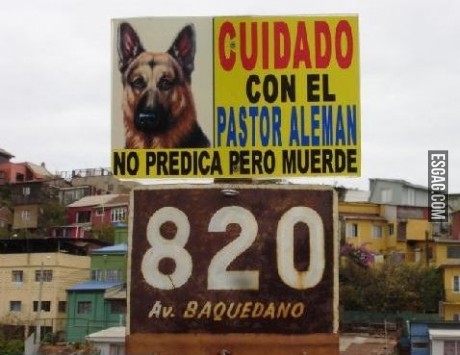 CUIDADO
CON EL
PASTOR ALEMAN
NO PREDICA PERO MUERDE
820
Av. BAQUEDANO
ESGAG.COM